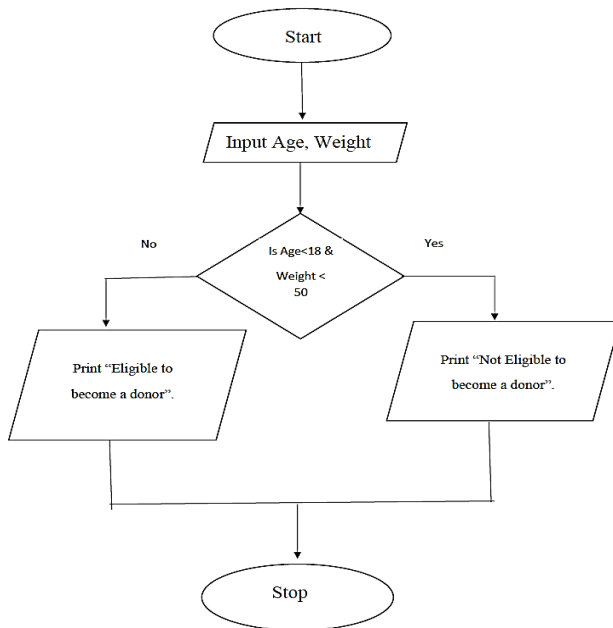 Start
Input Age, Weight
No
Is Age<18 &
Weight <
50
Yes
Print “Eligible to
become a donor”.
Print “Not Eligible to
become a donor”.
Stop